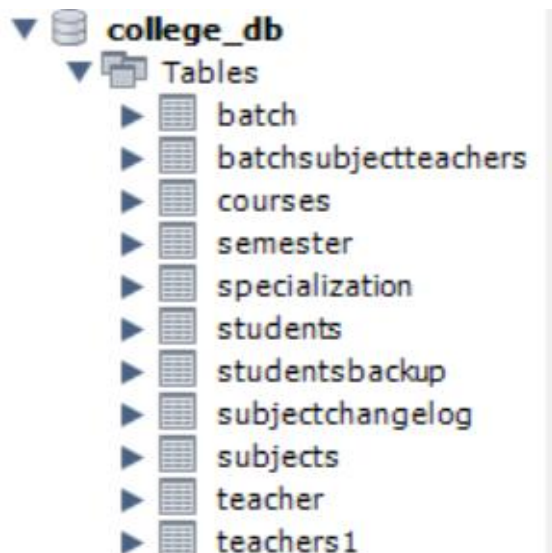 college_db
Tables
batch
batchsubjectteachers
courses
semester
specialization
students
studentsbackup
subjectchangelog
subjects
teacher
teachers1